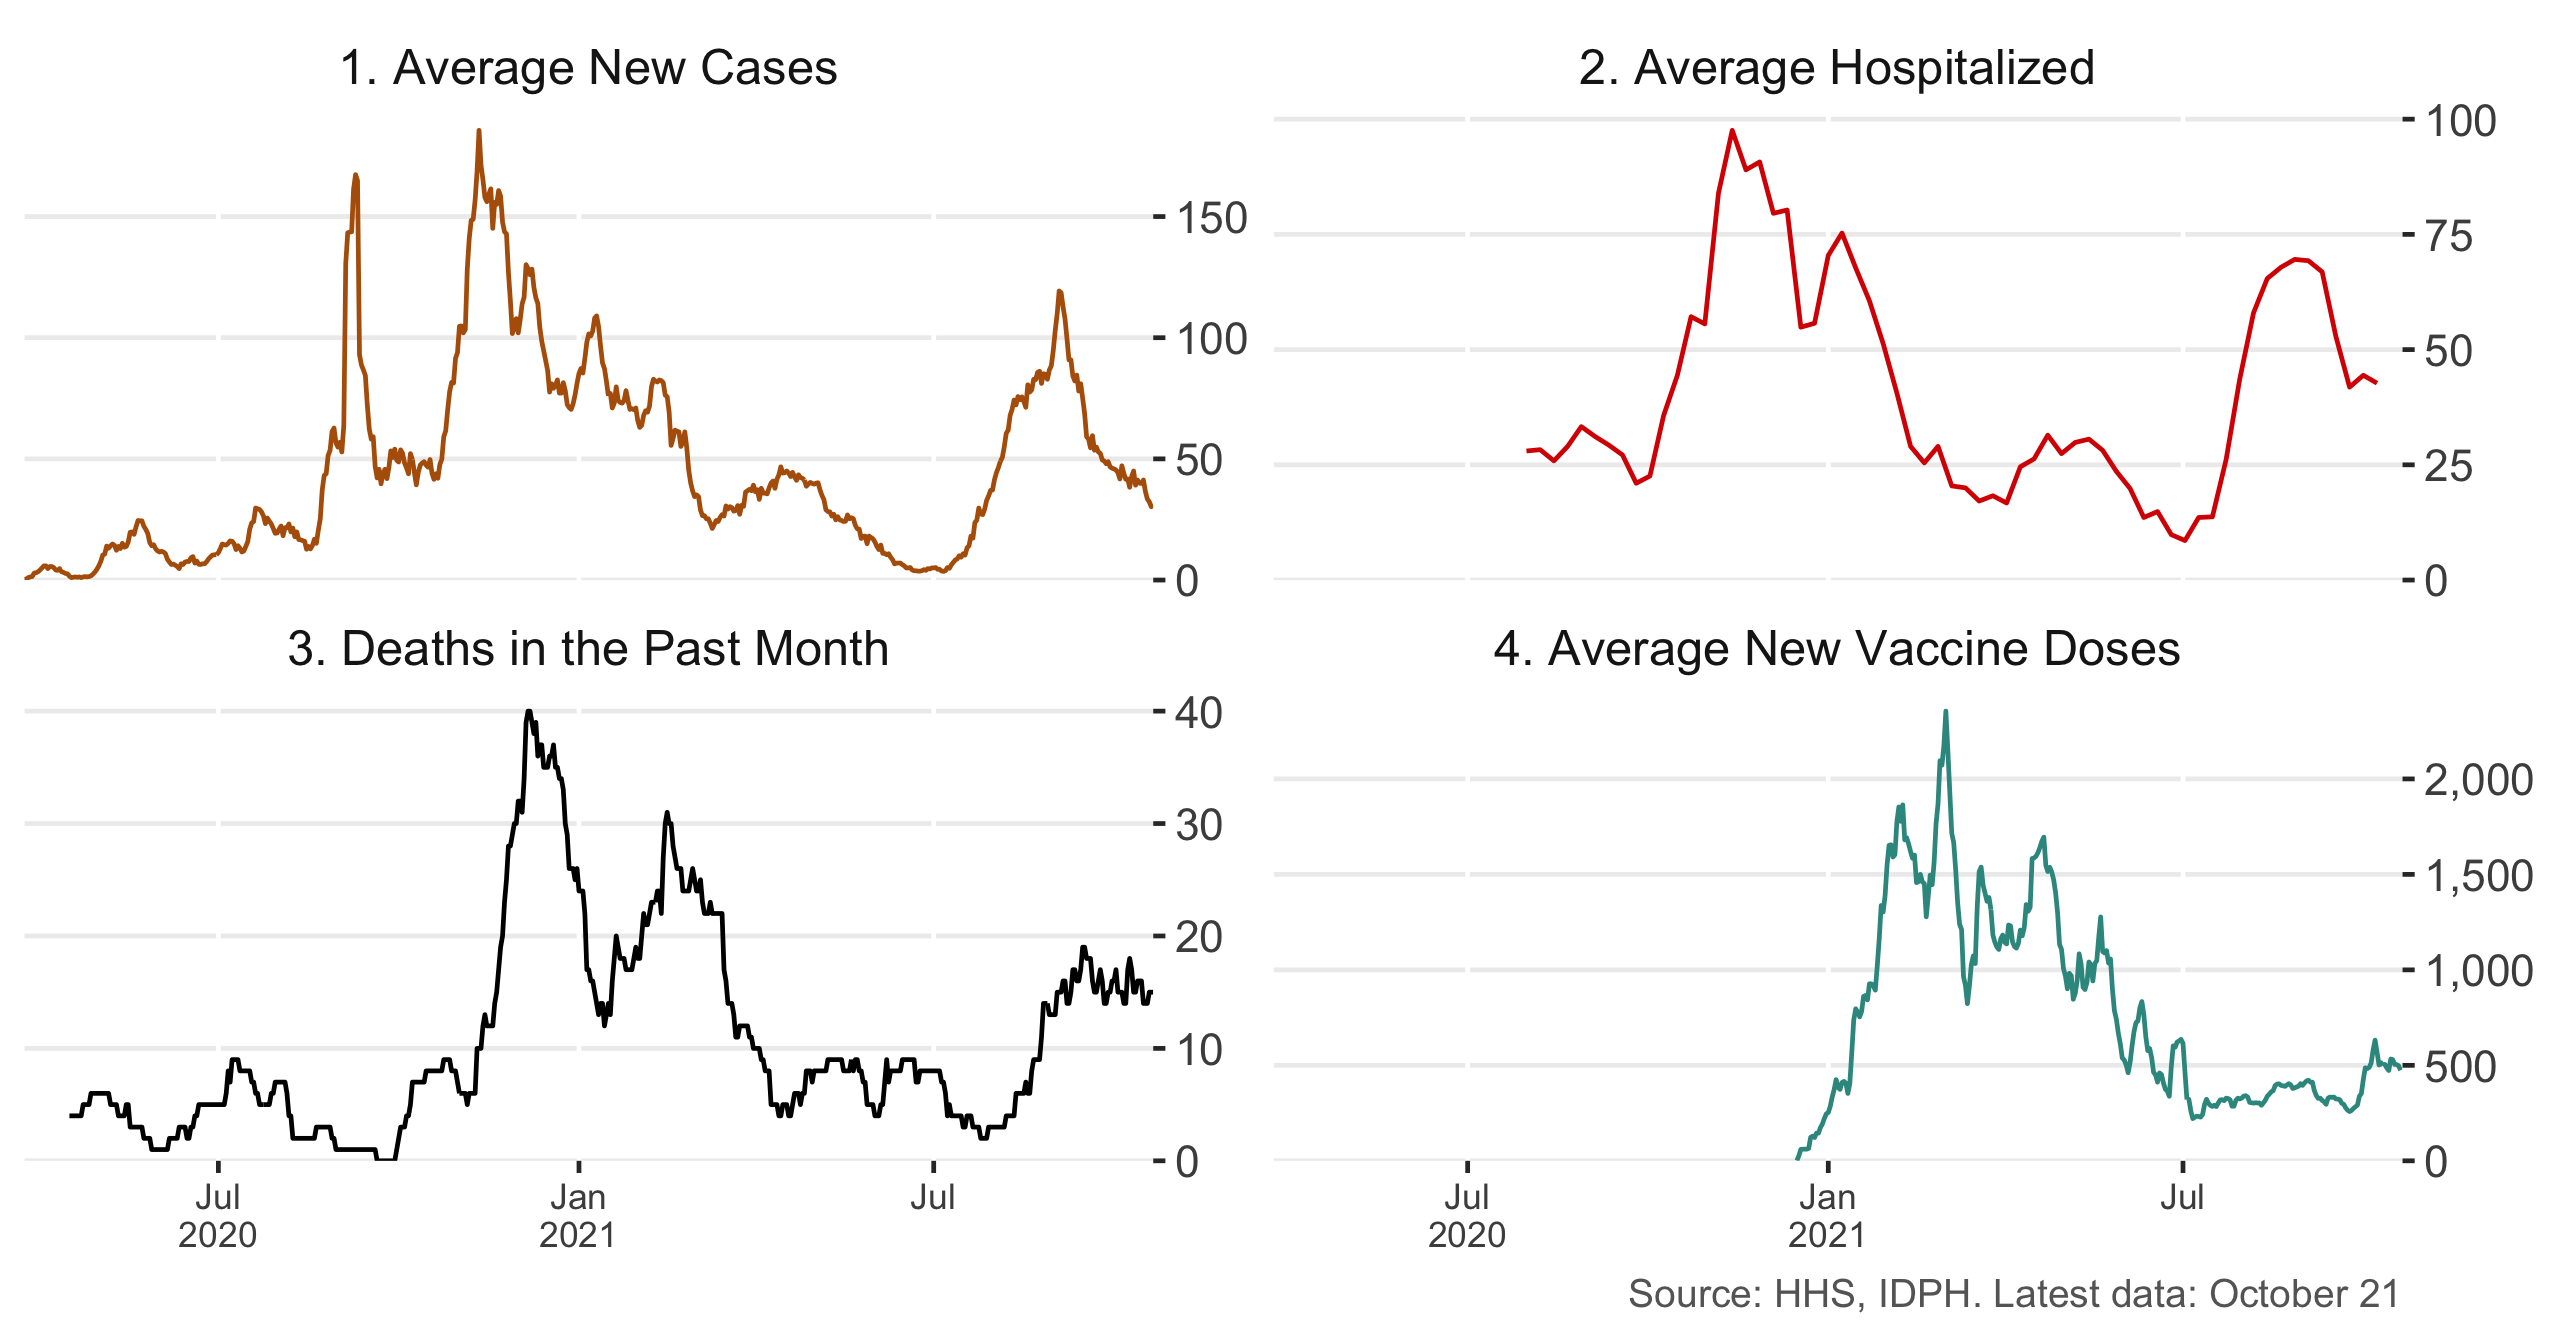 1. Average New Cases
150
100
50
0
2. Average Hospitalized
100
75
50
25
0
3. Deaths in the Past Month
40
30
20
10
0
Jul
2020
Jan
2021
Jul
4. Average New Vaccine Doses
2,000
1,500
1,000
500
0
Jul
2020
Jan
2021
Jul
Source: HHS, IDPH. Latest data: October 21